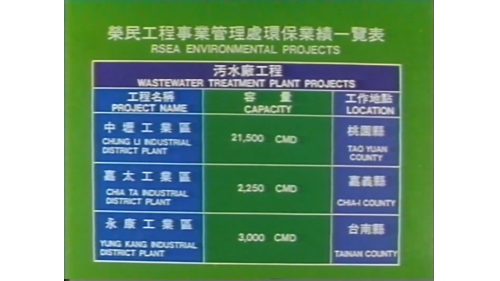 榮民工程事業管理處環保業績一覽表
RSEA ENVIRONMENTAL PROJECTS
污水廠工程
WASTEWATER TREATMENT PLANT PROJECTS
工程名稱 容量 工作地點
PROJECT NAME CAPACITY LOCATION
中壢工業區
CHUNG LI INDUSTRIAL
DISTRICT PLANT
21,500 CMD
桃園縣
TAO YUAN
COUNTY
嘉太工業區
CHIA TA INDUSTRIAL
DISTRICT PLANT
2,250 CMD
嘉義縣
CHIA-I COUNTY
永康工業區
YUNG KANG INDUSTRIAL
DISTRICT PLANT
3,000 CMD
台南縣
TAINAN COUNTY